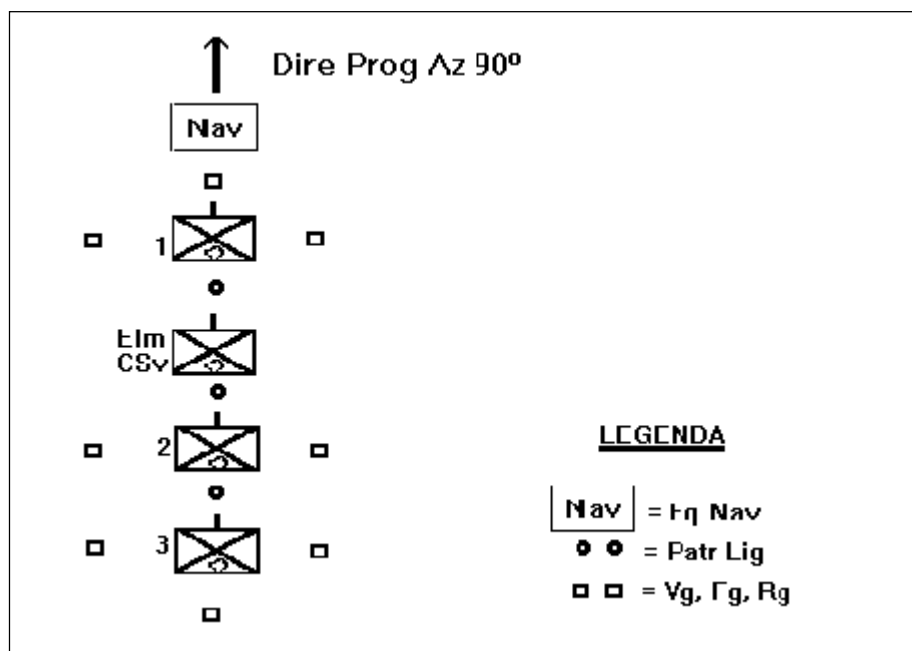 Dire Prog Az 90º
Nav
1
Elm
CSv
2
3
LEGENDA
Nav = Eq Nav
= Patr Lig
= Vg, Fg, Rg